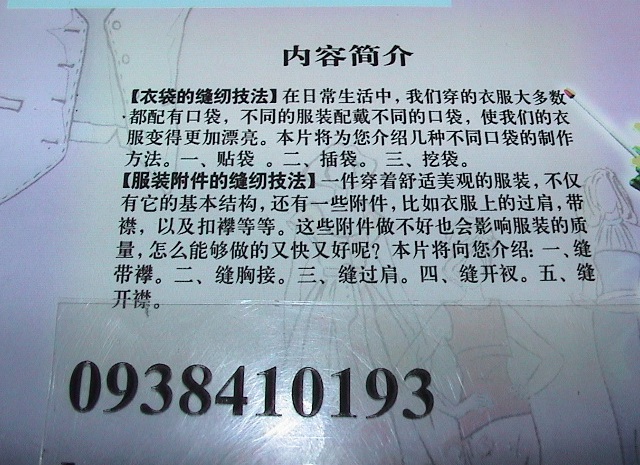 内容简介
【衣袋的缝纫技法】在日常生活中，我们穿的衣服大多数
都配有口袋，不同的服装配戴不同的口袋，使我们的衣
服变得更加漂亮。本片将为您介绍几种不同口袋的制作
方法。一、贴袋 。二、插袋。 三、挖袋。
【服装附件的缝纫技法】一件穿着舒适美观的服装，不仅
有它的基本结构，还有一些附件，比如衣服上的过肩，带
襟，以及扣襻等等。这些附件做不好也会影响服装的质
量，怎么能够做的又快又好呢？本片将向您介绍：一、缝
带襻。二、缝胸接。三、缝过肩。四、缝开衩。五、缝
开襟。
0938410193